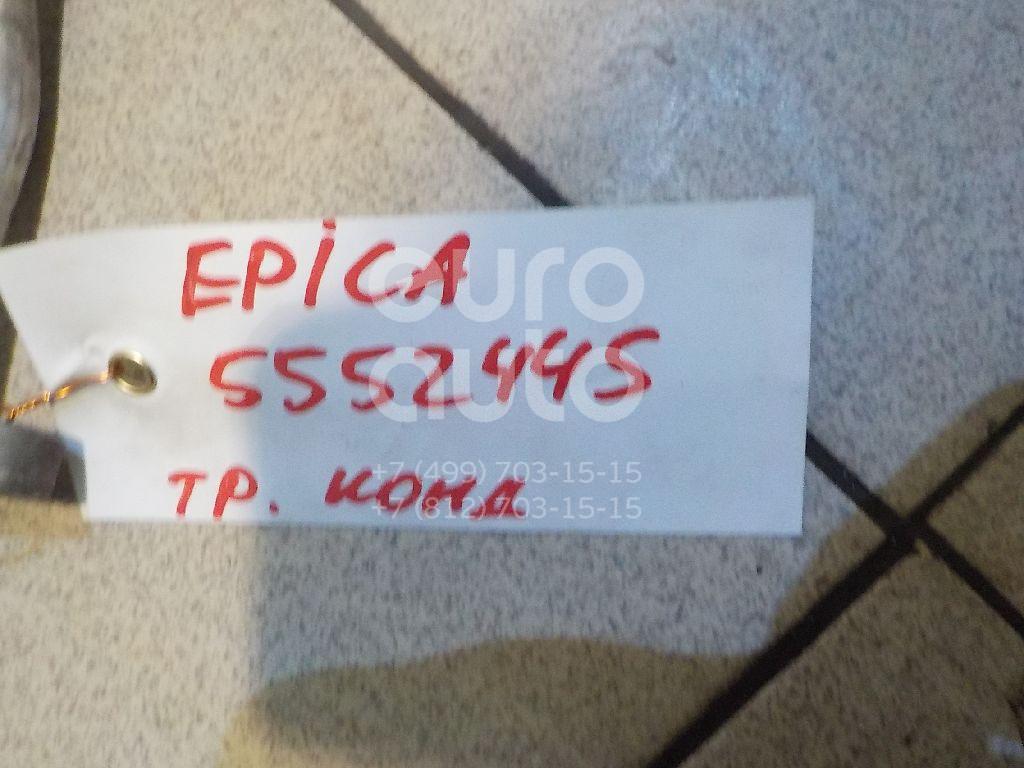 EPICA
5552445
ТР. КОНД
euro
auto
+7 (499) 703-15-15
+7 (812) 703-15-15